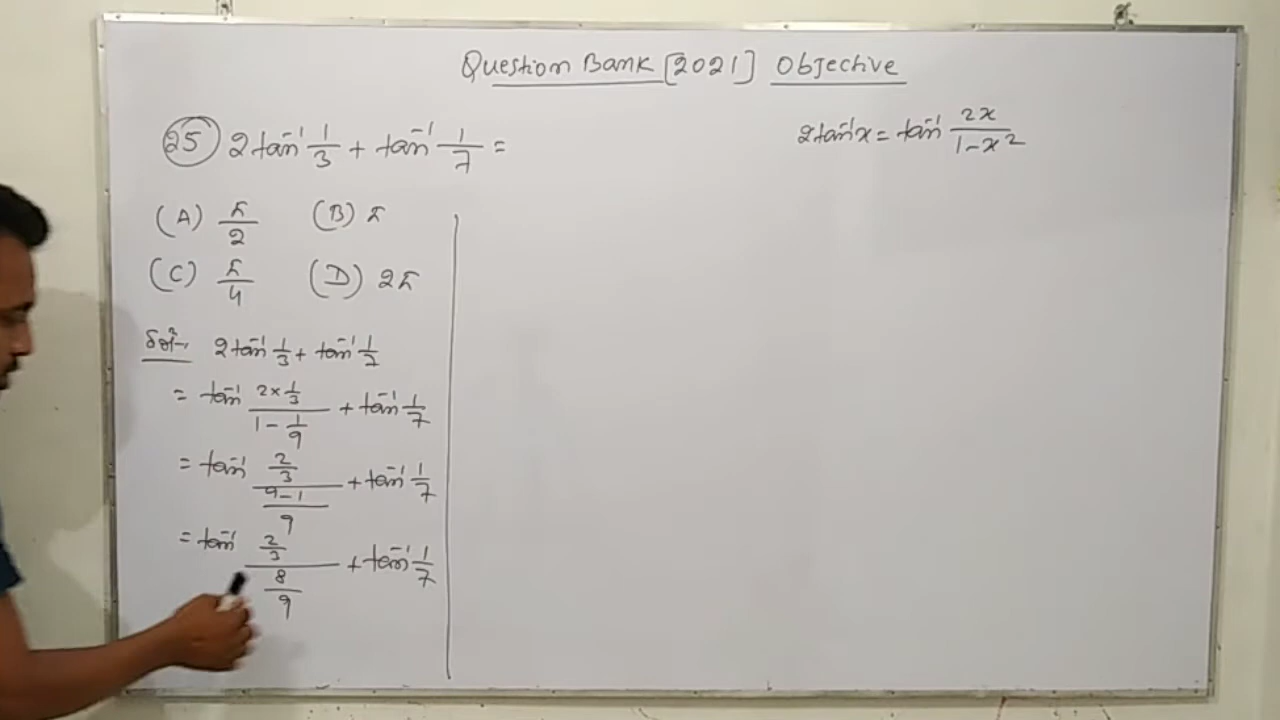 Question Bank [2021] Objective
25 2tan⁻¹ 1/3 + tan⁻¹ 1/7 =
2tan⁻¹x = tan⁻¹ 2x/1-x²
(A) π/2 (B) π
(C) π/4 (D) 2π
2tan⁻¹ 1/3 + tan⁻¹ 1/7
= tan⁻¹ (2×1/3)/(1-1/9) + tan⁻¹ 1/7
= tan⁻¹ (2/3)/((9-1)/9) + tan⁻¹ 1/7
= tan⁻¹ (2/3)/(8/9) + tan⁻¹ 1/7